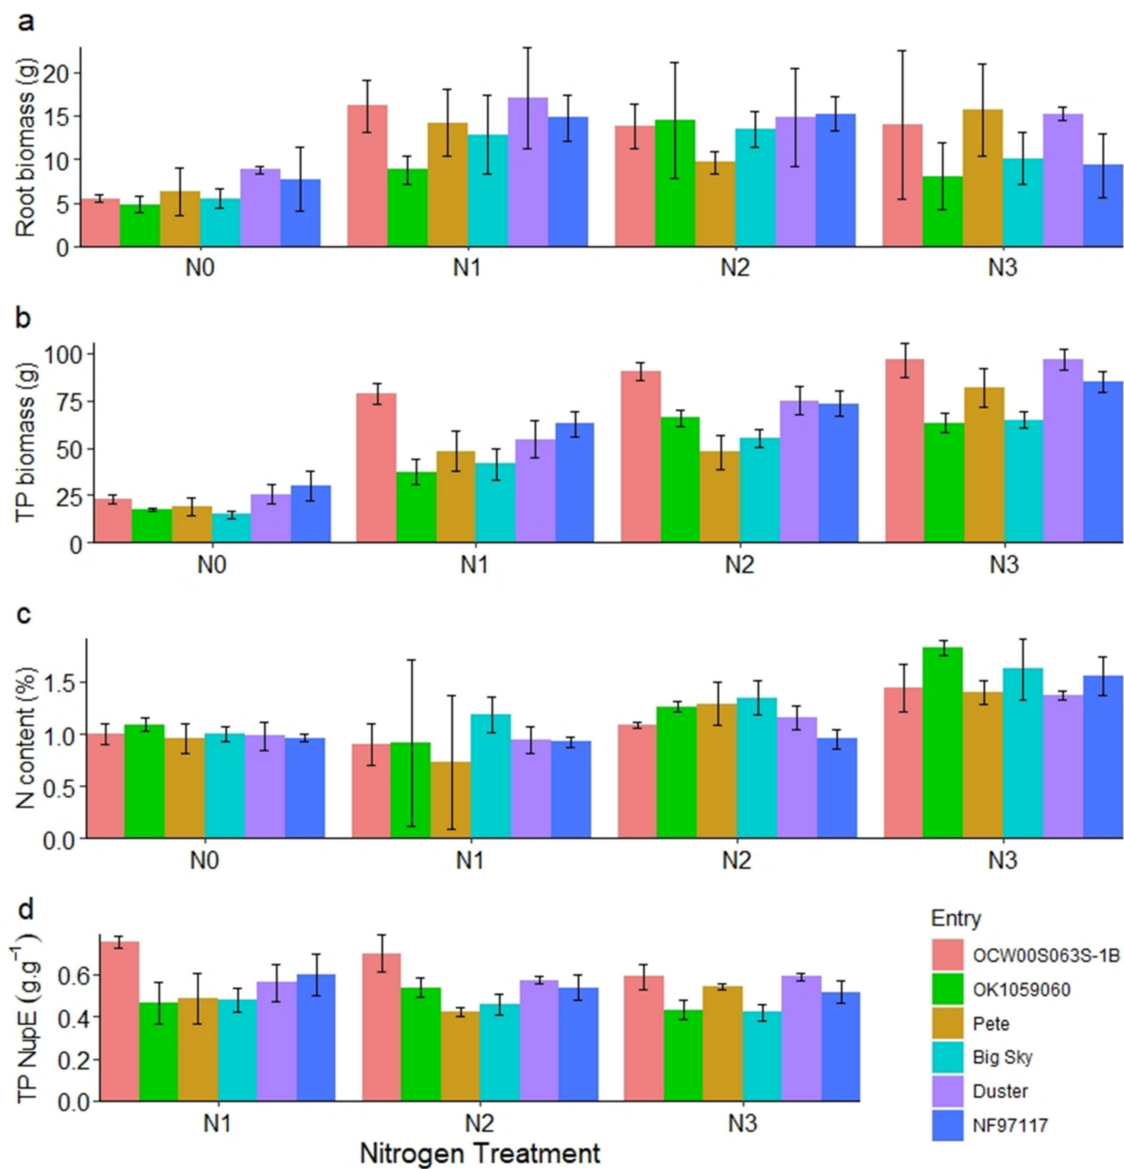 a
Root biomass (g)
20
15
10
5
0
N0 N1 N2 N3
b
TP biomass (g)
100
75
50
25
0
N0 N1 N2 N3
c
N content (%)
1.5
1.0
0.5
0.0
N0 N1 N2 N3
d
TP NupE (g.g⁻¹)
0.6
0.4
0.2
0.0
N1 N2 N3
Nitrogen Treatment
Entry
OCW00S063S-1B
OK1059060
Pete
Big Sky
Duster
NF97117